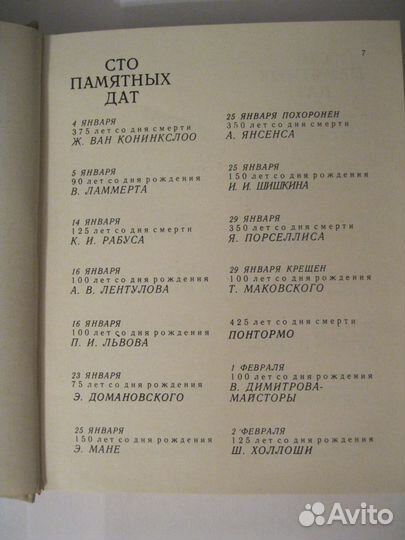 7
СТО
ПАМЯТНЫХ
ДАТ
4 ЯНВАРЯ
375 лет со дня смерти
Ж. ВАН КОНИНКСЛОО
5 ЯНВАРЯ
90 лет со дня рождения
В. ЛАММЕРТА
14 ЯНВАРЯ
125 лет со дня смерти
К. И. РАБУСА
16 ЯНВАРЯ
100 лет со дня рождения
А. В. ЛЕНТУЛОВА
16 ЯНВАРЯ
100 лет со дня рождения
П. И. ЛЬВОВА
23 ЯНВАРЯ
75 лет со дня рождения
Э. ДОМАНОВСКОГО
25 ЯНВАРЯ
150 лет со дня рождения
Э. МАНЕ
25 ЯНВАРЯ ПОХОРОНЕН
350 лет со дня смерти
А. ЯНСЕНСА
25 ЯНВАРЯ
150 лет со дня рождения
И. И. ШИШКИНА
29 ЯНВАРЯ
350 лет со дня смерти
Я. ПОРСЕЛЛИСА
29 ЯНВАРЯ КРЕЩЕН
100 лет со дня рождения
Т. МАКОВСКОГО
425 лет со дня смерти
ПОНТОРМО
1 ФЕВРАЛЯ
100 лет со дня рождения
В. ДИМИТРОВА-
МАЙСТОРЫ
2 ФЕВРАЛЯ
125 лет со дня рождения
Ш. ХОЛЛОШИ
Avito